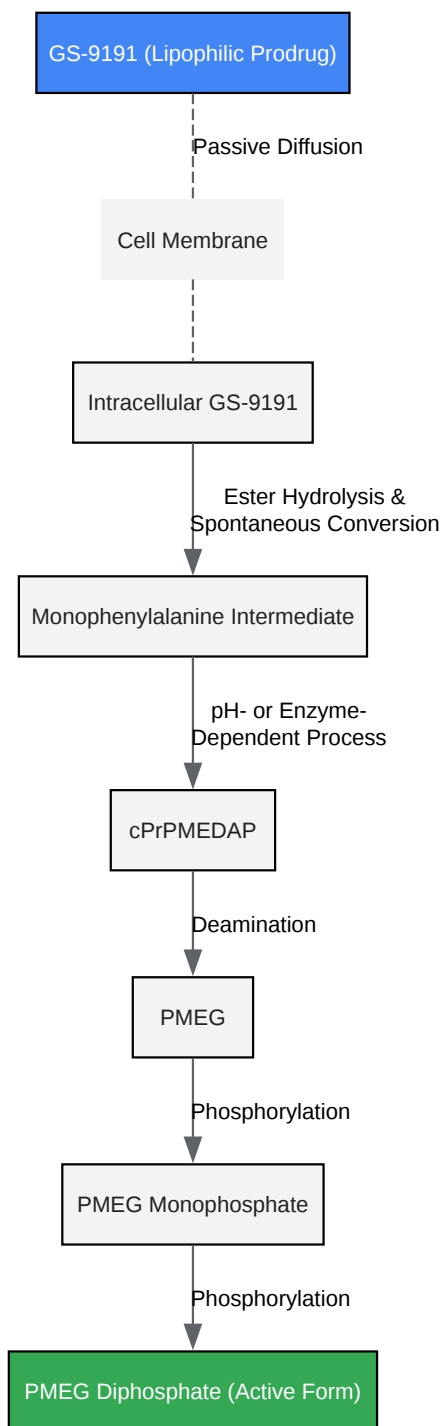 GS-9191 (Lipophilic Prodrug)
Passive Diffusion
Cell Membrane
Intracellular GS-9191
Ester Hydrolysis &
Spontaneous Conversion
Monophenylalanine Intermediate
pH- or Enzyme-
Dependent Process
cPrPMEDAP
Deamination
PMEG
Phosphorylation
PMEG Monophosphate
Phosphorylation
PMEG Diphosphate (Active Form)